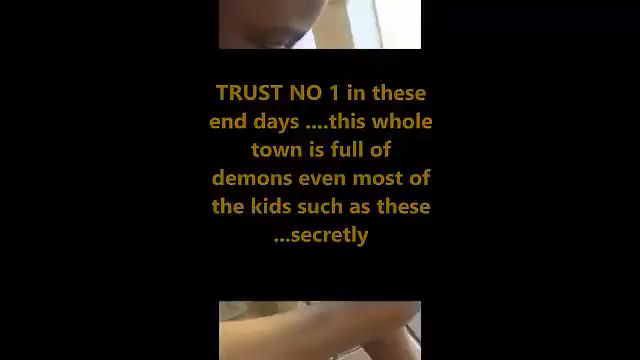 TRUST NO 1 in these
end days ....this whole
town is full of
demons even most of
the kids such as these
...secretly